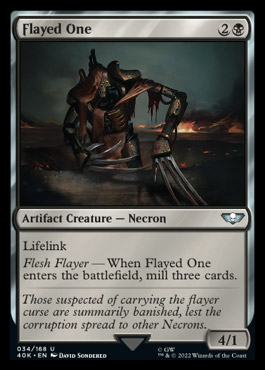 Flayed One 2
Artifact Creature — Necron
Lifelink
Flesh Flayer — When Flayed One
enters the battlefield, mill three cards.
Those suspected of carrying the flayer
curse are summarily banished, lest the
corruption spread to other Necrons.
4/1
034/168 U
40K • EN DAVID SONDERED
© GW
™ & © 2022 Wizards of the Coast